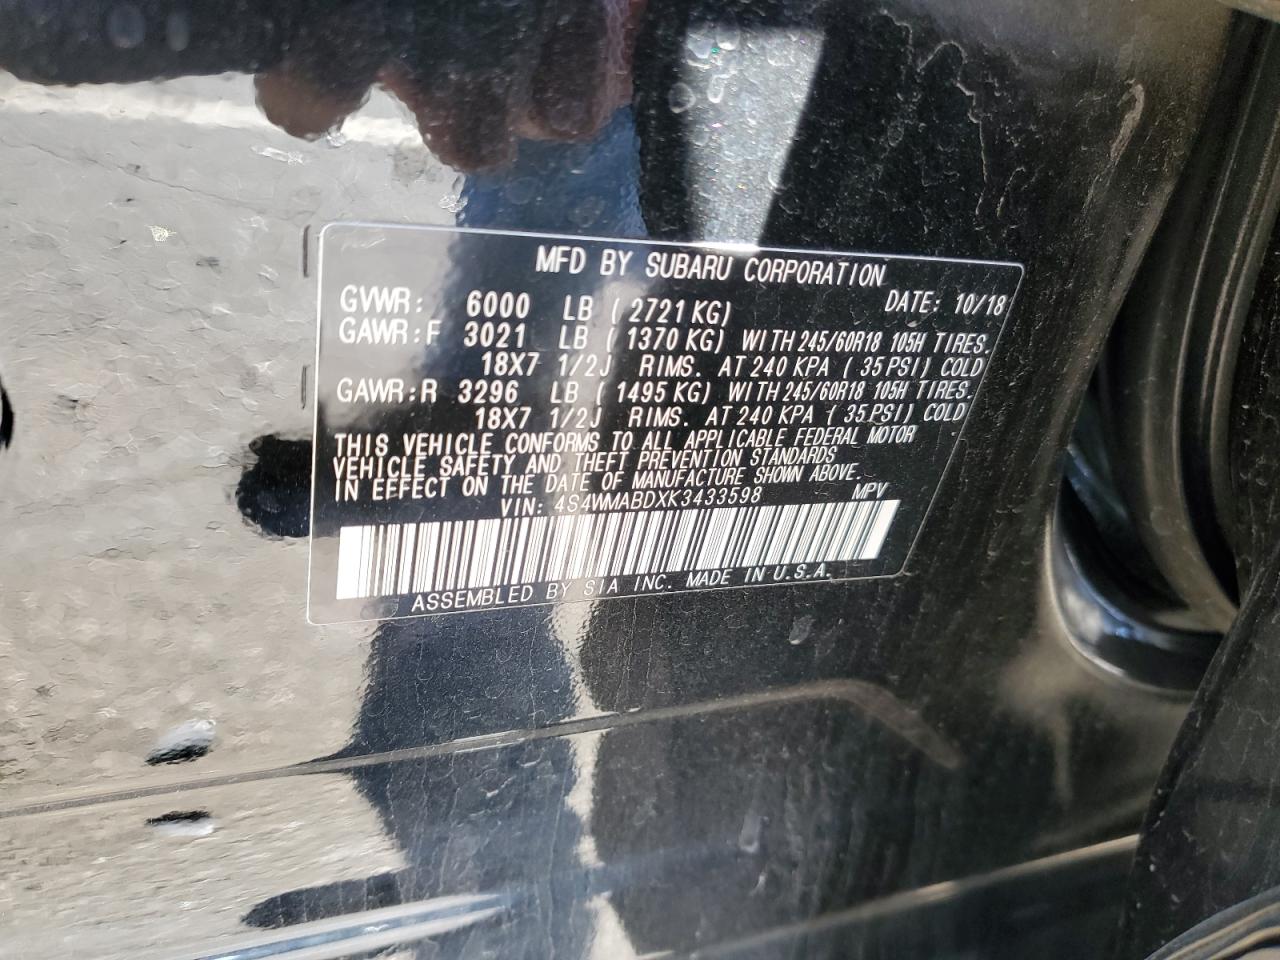 MFD BY SUBARU CORPORATION
GVWR: 6000 LB ( 2721 KG) DATE: 10/18
GAWR:F 3021 LB ( 1370 KG) WITH 245/60R18 105H TIRES.
18X7 1/2J RIMS. AT 240 KPA ( 35 PSI) COLD
GAWR:R 3296 LB ( 1495 KG) WITH 245/60R18 105H TIRES.
18X7 1/2J RIMS. AT 240 KPA ( 35 PSI) COLD
THIS VEHICLE CONFORMS TO ALL APPLICABLE FEDERAL MOTOR
VEHICLE SAFETY AND THEFT PREVENTION STANDARDS
IN EFFECT ON THE DATE OF MANUFACTURE SHOWN ABOVE.
VIN: 4S4WMABDXK3433598 MPV
ASSEMBLED BY SIA INC. MADE IN U.S.A.